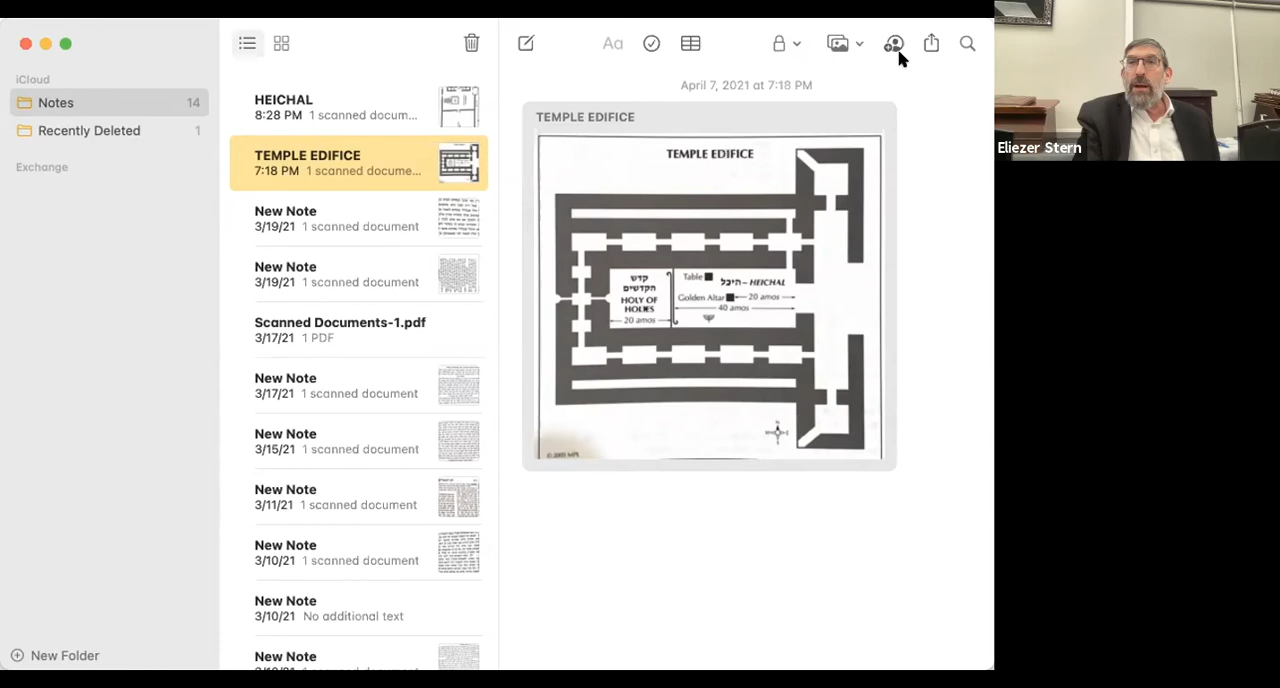 iCloud
Notes 14
Recently Deleted 1
Exchange
New Folder
HEICHAL
8:28 PM 1 scanned docum...
TEMPLE EDIFICE
7:18 PM 1 scanned docume...
New Note
3/19/21 1 scanned document
New Note
3/19/21 1 scanned document
Scanned Documents-1.pdf
3/17/21 1 PDF
New Note
3/17/21 1 scanned document
New Note
3/15/21 1 scanned document
New Note
3/11/21 1 scanned document
New Note
3/10/21 1 scanned document
New Note
3/10/21 No additional text
New Note
Aa
April 7, 2021 at 7:18 PM
TEMPLE EDIFICE
TEMPLE EDIFICE
קדש
הקדשים
HOLY OF
HOLIES
20 amos
Table
היכל – HEICHAL
Golden Altar 20 amos
40 amos
Eliezer Stern